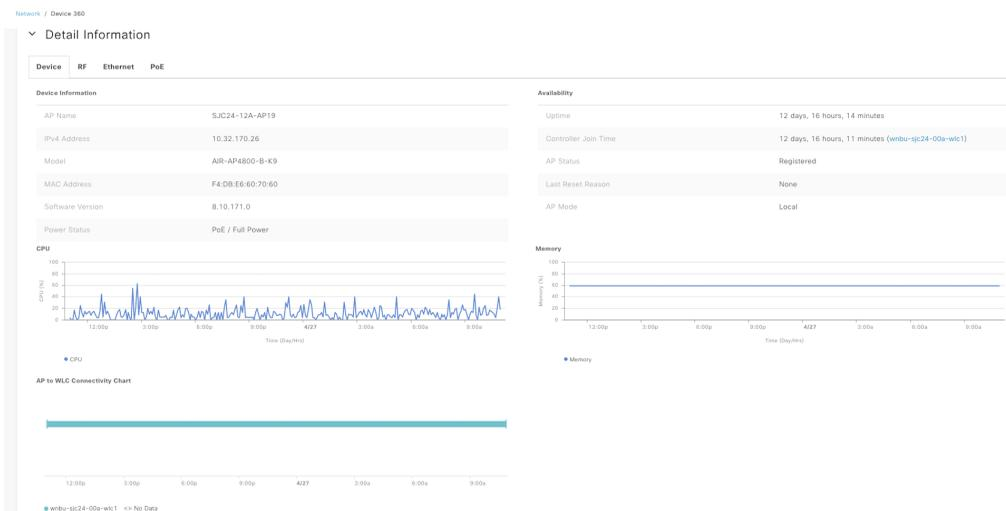 Network / Device 360
Detail Information
Device RF Ethernet PoE
Device Information
AP Name SJC24-12A-AP19
IPv4 Address 10.32.170.26
Model AIR-AP4800-B-K9
MAC Address F4:DB:E6:60:70:60
Software Version 8.10.171.0
Power Status PoE / Full Power
Availability
Uptime 12 days, 16 hours, 14 minutes
Controller Join Time 12 days, 16 hours, 11 minutes (wnbu-sjc24-00a-wlc1)
AP Status Registered
Last Reset Reason None
AP Mode Local
CPU
CPU (%)
100
80
60
40
20
0
12:00p 3:00p 6:00p 9:00p 4/27 3:00a 6:00a 9:00a
Time (Day/Hrs)
CPU
Memory
Memory (%)
100
80
60
40
20
0
12:00p 3:00p 6:00p 9:00p 4/27 3:00a 6:00a 9:00a
Time (Day/Hrs)
Memory
AP to WLC Connectivity Chart
12:00p 3:00p 6:00p 9:00p 4/27 3:00a 6:00a 9:00a
wnbu-sjc24-00a-wlc1 <> No Data